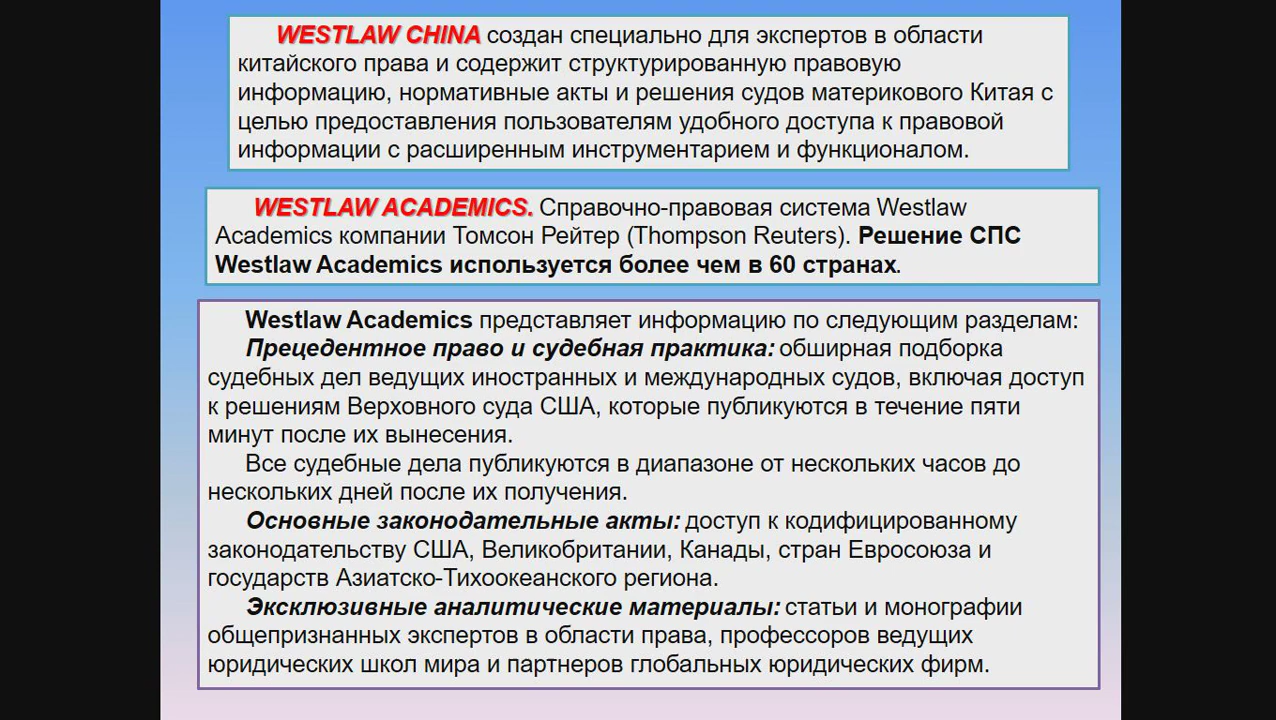 WESTLAW CHINA создан специально для экспертов в области
китайского права и содержит структурированную правовую
информацию, нормативные акты и решения судов материкового Китая с
целью предоставления пользователям удобного доступа к правовой
информации с расширенным инструментарием и функционалом.
WESTLAW ACADEMICS. Справочно-правовая система Westlaw
Academics компании Томсон Рейтер (Thompson Reuters). Решение СПС
Westlaw Academics используется более чем в 60 странах.
Westlaw Academics представляет информацию по следующим разделам:
Прецедентное право и судебная практика: обширная подборка
судебных дел ведущих иностранных и международных судов, включая доступ
к решениям Верховного суда США, которые публикуются в течение пяти
минут после их вынесения.
Все судебные дела публикуются в диапазоне от нескольких часов до
нескольких дней после их получения.
Основные законодательные акты: доступ к кодифицированному
законодательству США, Великобритании, Канады, стран Евросоюза и
государств Азиатско-Тихоокеанского региона.
Эксклюзивные аналитические материалы: статьи и монографии
общепризнанных экспертов в области права, профессоров ведущих
юридических школ мира и партнеров глобальных юридических фирм.